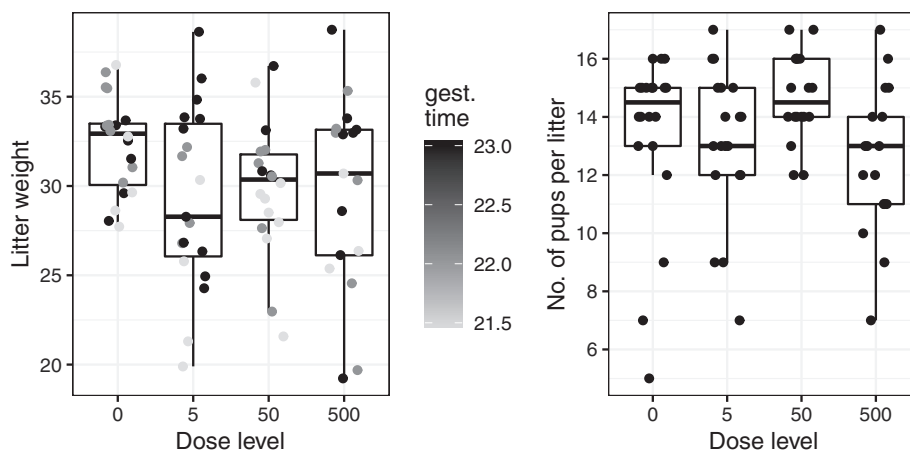 Litter weight
35
30
25
20
0 5 50 500
Dose level
gest.
time
23.0
22.5
22.0
21.5
No. of pups per litter
16
14
12
10
8
6
0 5 50 500
Dose level